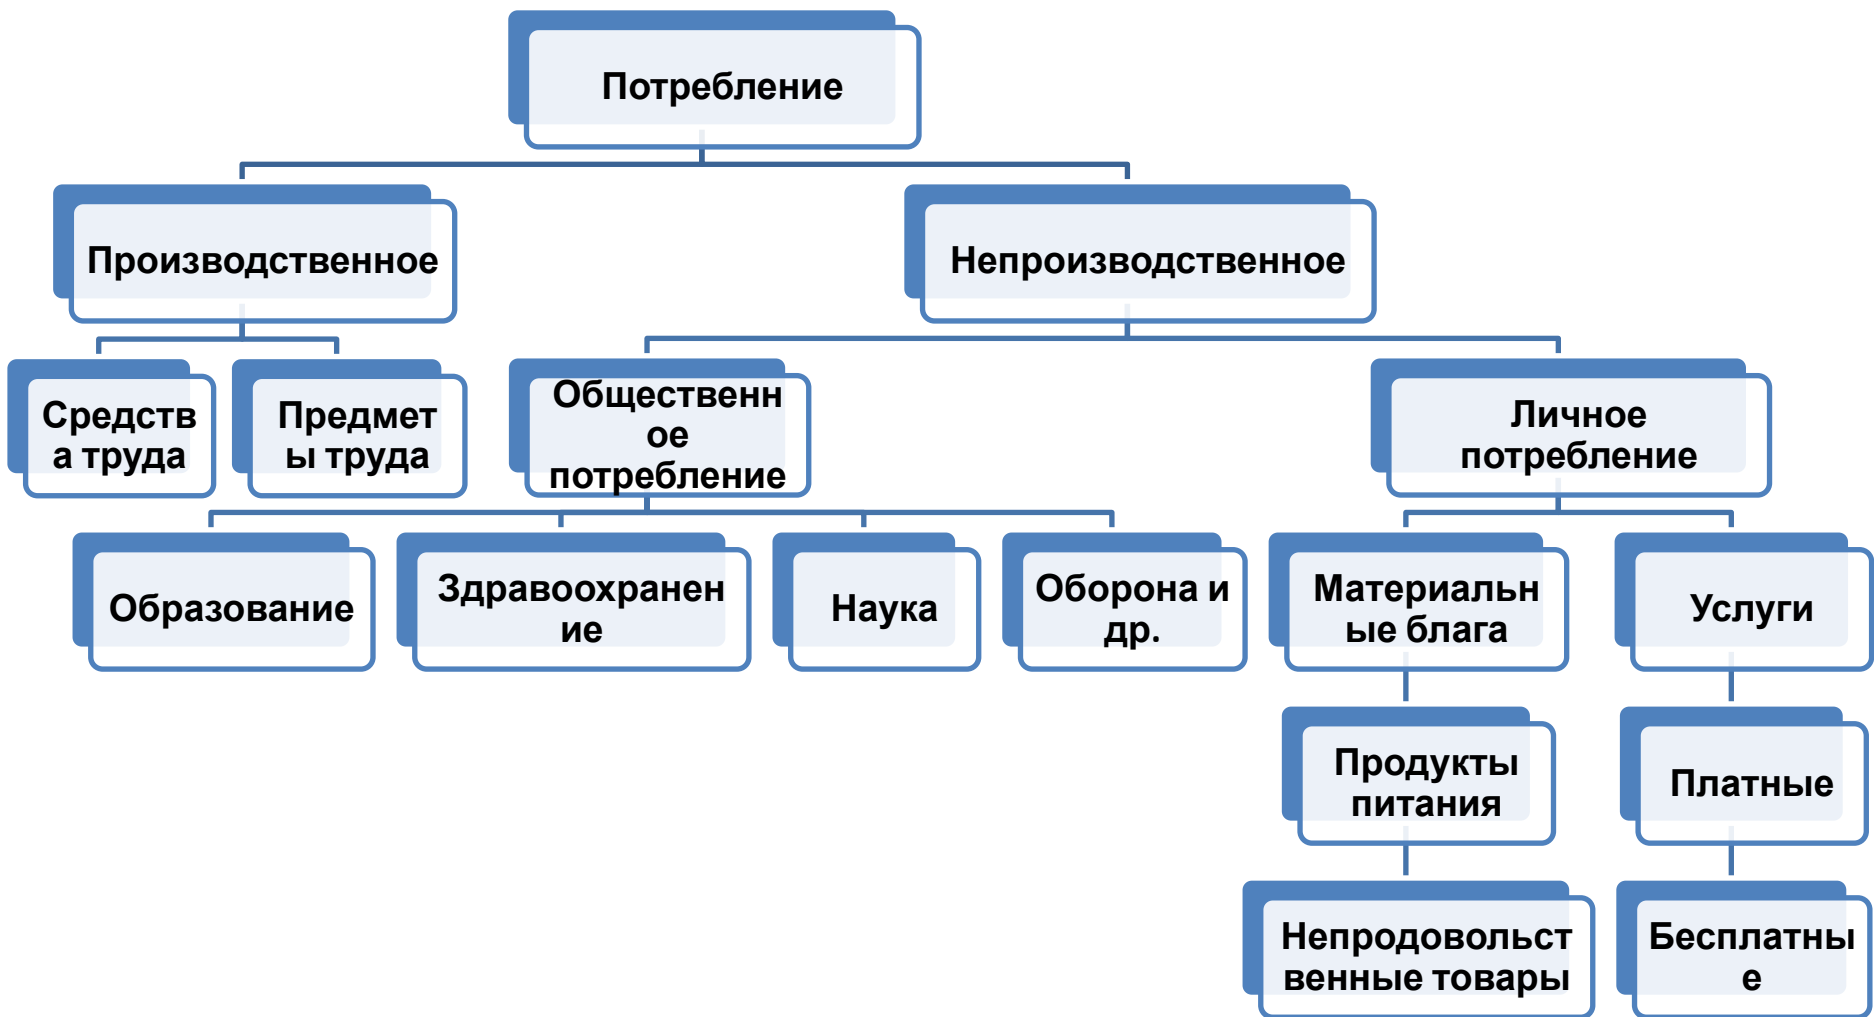 Потребление
Производственное
Непроизводственное
Средств
а труда
Предмет
ы труда
Общественн
ое
потребление
Личное
потребление
Образование
Здравоохранен
ие
Наука
Оборона и
др.
Материальн
ые блага
Услуги
Продукты
питания
Платные
Непродовольст
венные товары
Бесплатны
е